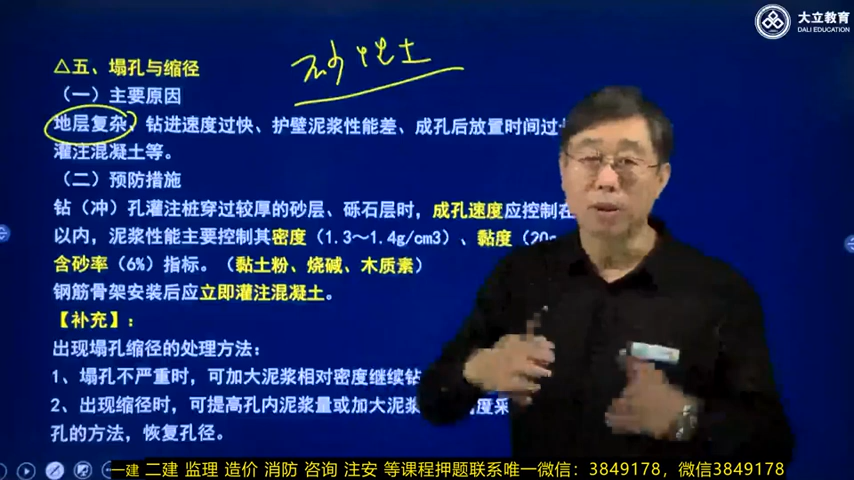 大立教育
DALI EDUCATION
砂性土
△五、塌孔与缩径
（一）主要原因
地层复杂、钻进速度过快、护壁泥浆性能差、成孔后放置时间过
灌注混凝土等。
（二）预防措施
钻（冲）孔灌注桩穿过较厚的砂层、砾石层时，成孔速度应控制在
以内，泥浆性能主要控制其密度（1.3～1.4g/cm3）、黏度（20
含砂率（6%）指标。（黏土粉、烧碱、木质素）
钢筋骨架安装后应立即灌注混凝土。
【补充】：
出现塌孔缩径的处理方法：
1、塌孔不严重时，可加大泥浆相对密度继续钻
2、出现缩径时，可提高孔内泥浆量或加大泥浆 密度采
孔的方法，恢复孔径。
一建 二建 监理 造价 消防 咨询 注安 等课程押题联系唯一微信：3849178，微信3849178